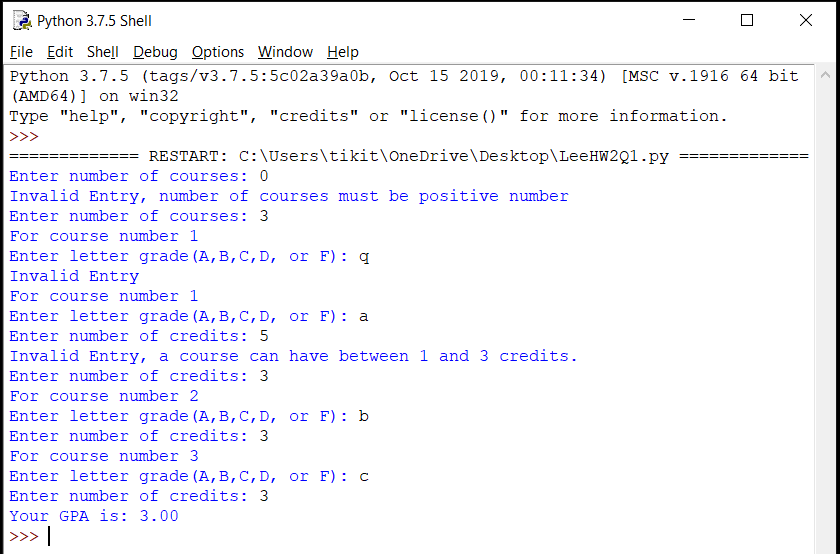 Python 3.7.5 Shell
File Edit Shell Debug Options Window Help
Python 3.7.5 (tags/v3.7.5:5c02a39a0b, Oct 15 2019, 00:11:34) [MSC v.1916 64 bit
(AMD64)] on win32
Type "help", "copyright", "credits" or "license()" for more information.
>>>
============= RESTART: C:\Users\tikit\OneDrive\Desktop\LeeHW2Q1.py =============
Enter number of courses: 0
Invalid Entry, number of courses must be positive number
Enter number of courses: 3
For course number 1
Enter letter grade(A,B,C,D, or F): q
Invalid Entry
For course number 1
Enter letter grade(A,B,C,D, or F): a
Enter number of credits: 5
Invalid Entry, a course can have between 1 and 3 credits.
Enter number of credits: 3
For course number 2
Enter letter grade(A,B,C,D, or F): b
Enter number of credits: 3
For course number 3
Enter letter grade(A,B,C,D, or F): c
Enter number of credits: 3
Your GPA is: 3.00
>>>